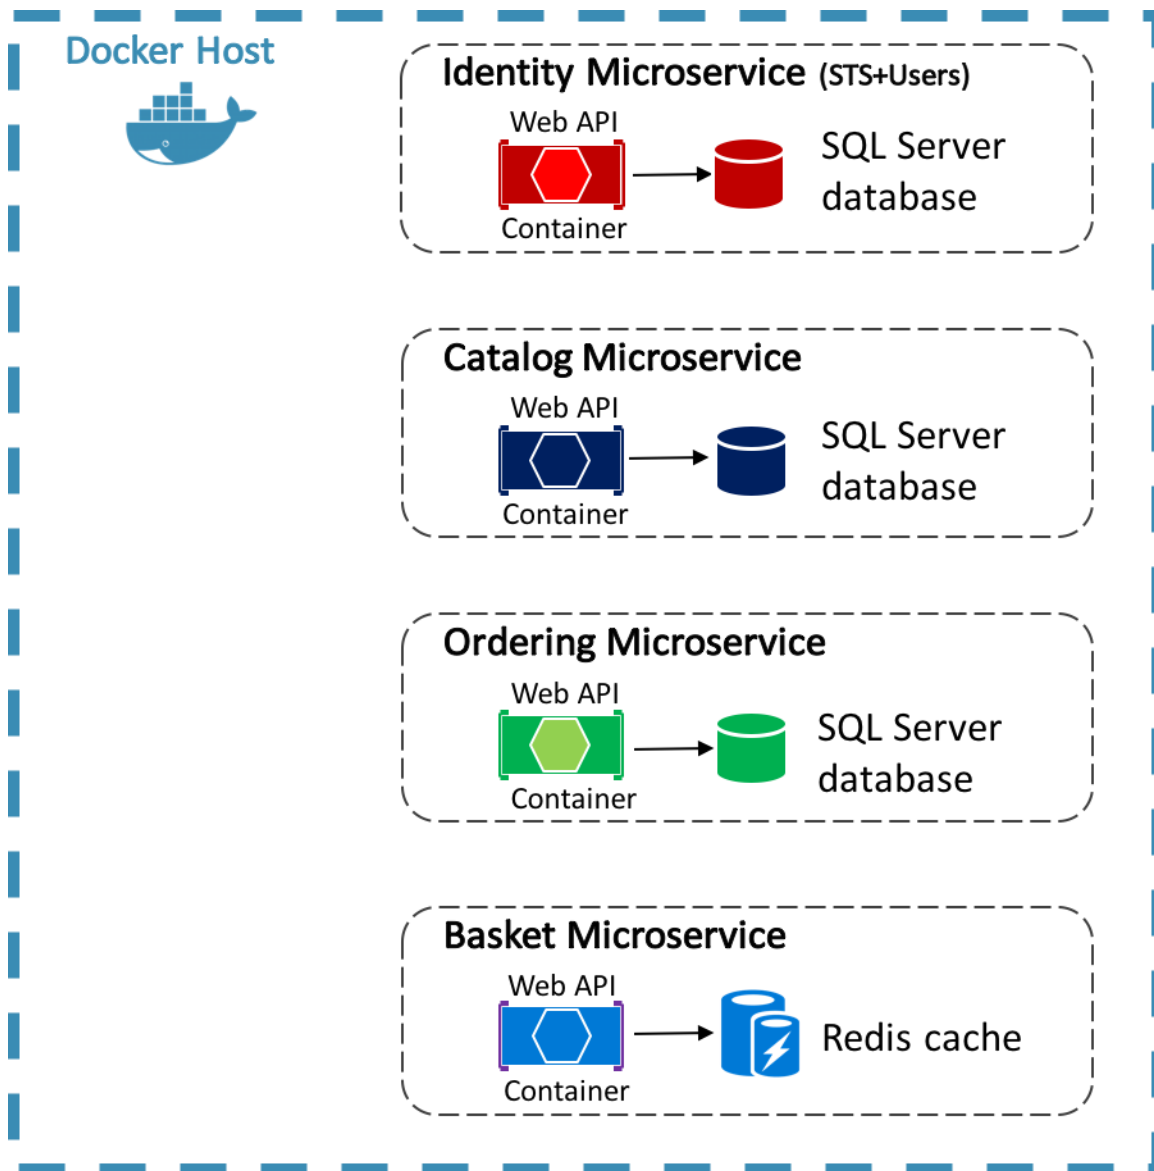 Docker Host
Identity Microservice (STS+Users)
Web API
Container
SQL Server
database
Catalog Microservice
Web API
Container
SQL Server
database
Ordering Microservice
Web API
Container
SQL Server
database
Basket Microservice
Web API
Container
Redis cache